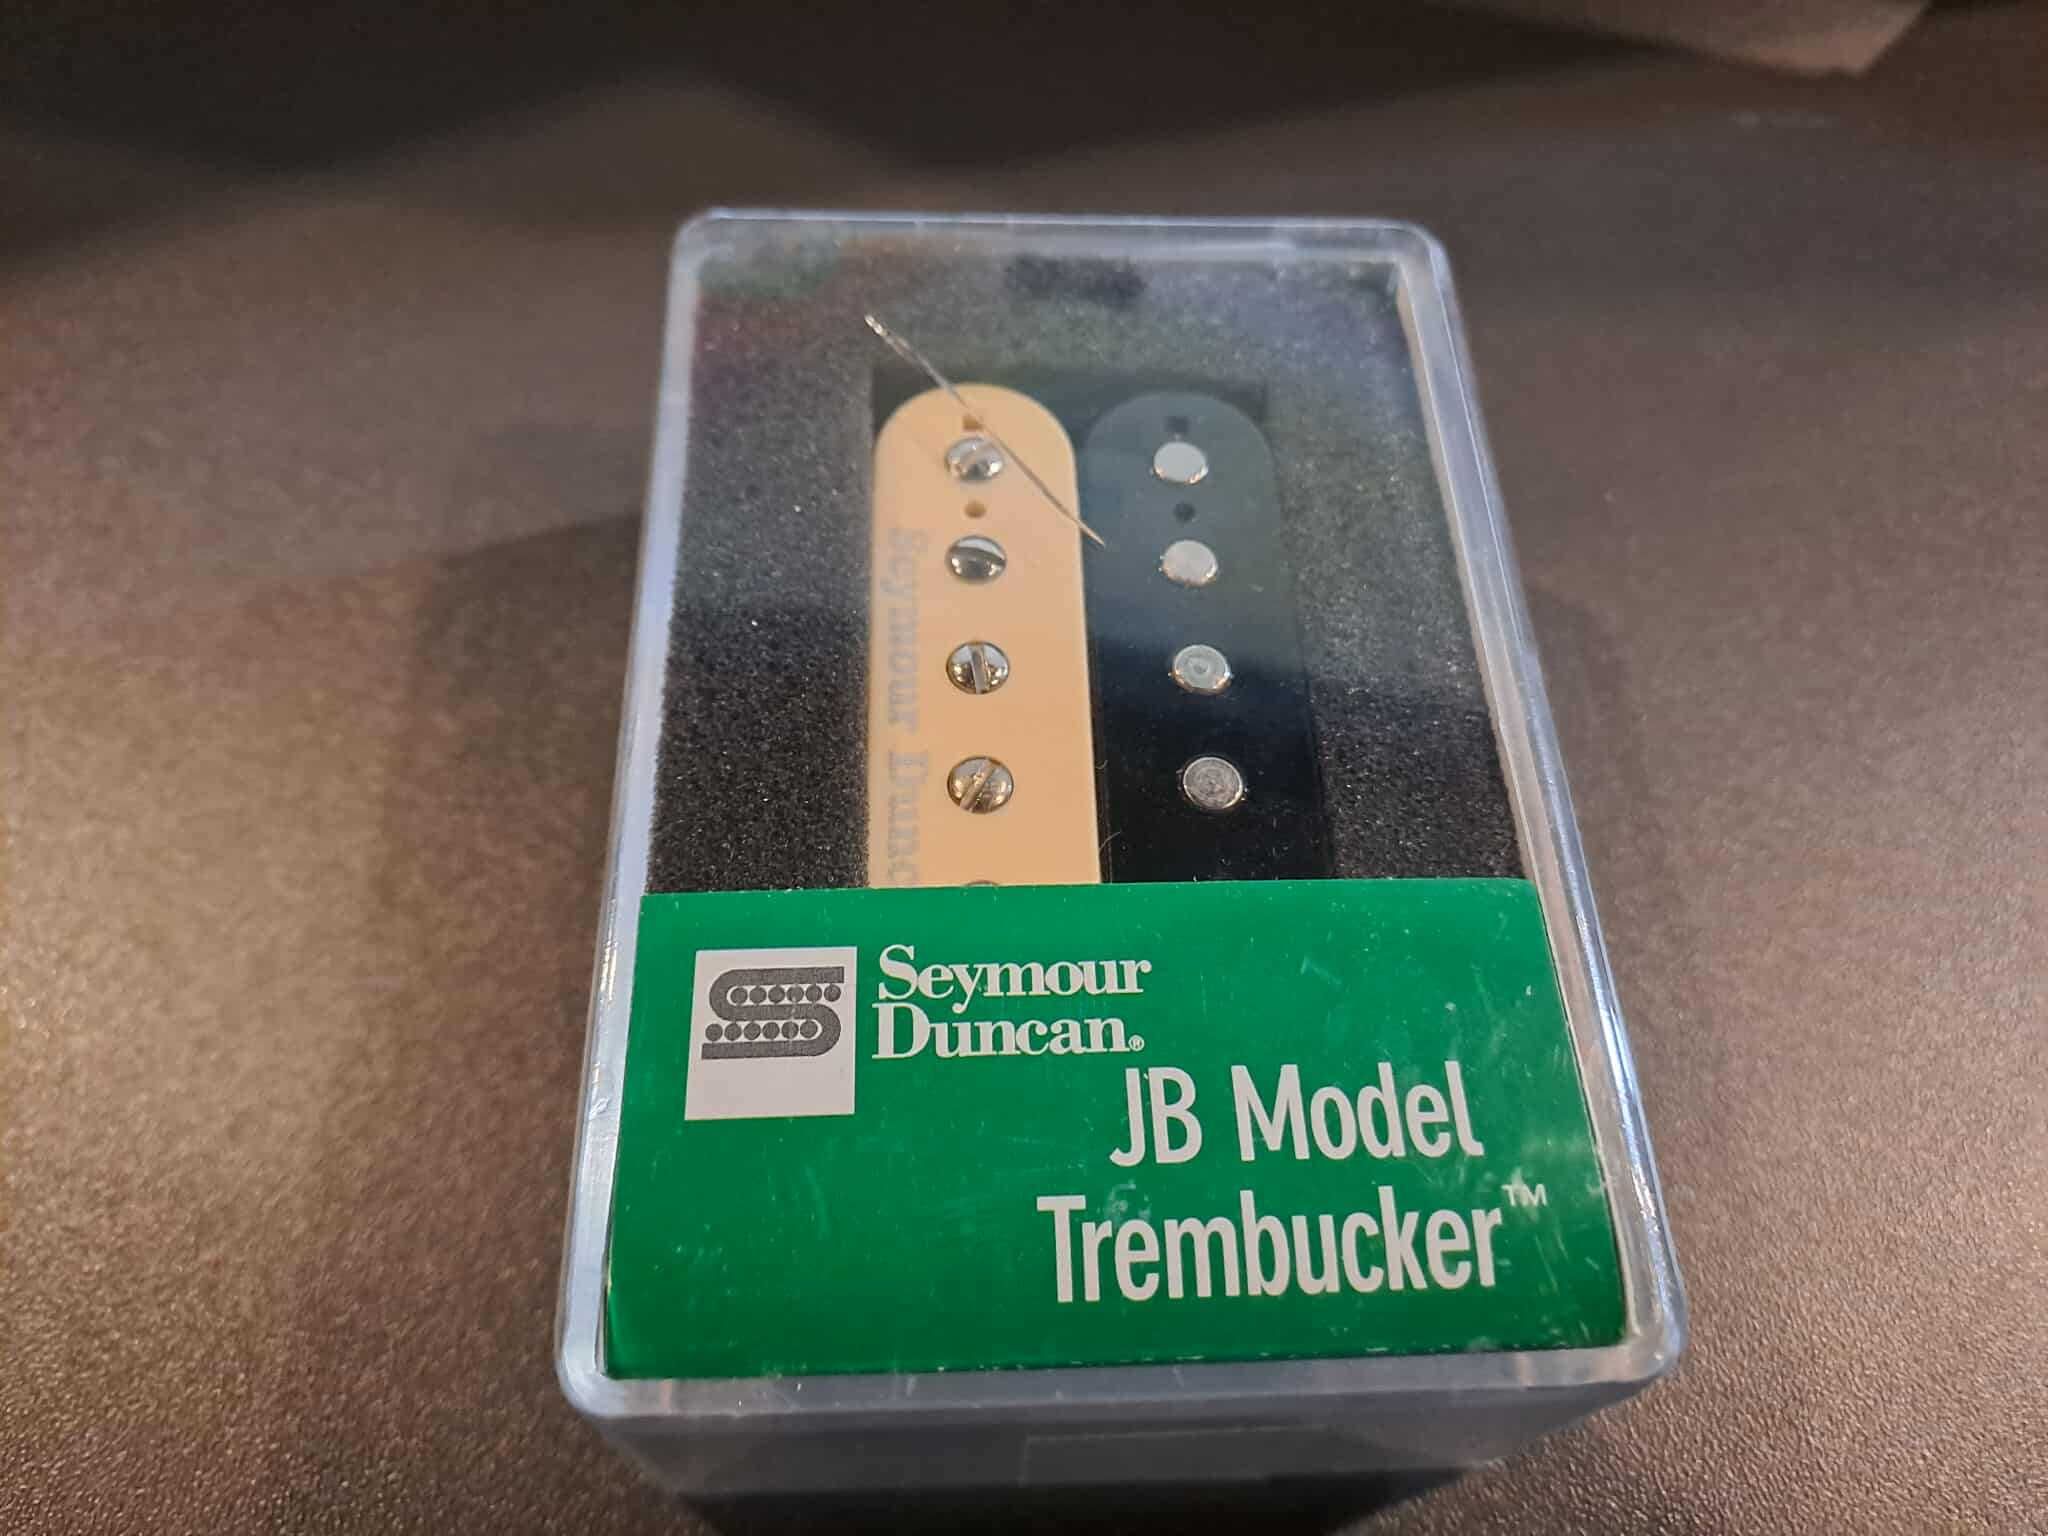 Seymour Dunc
Seymour
Duncan®
JB Model
Trembucker™